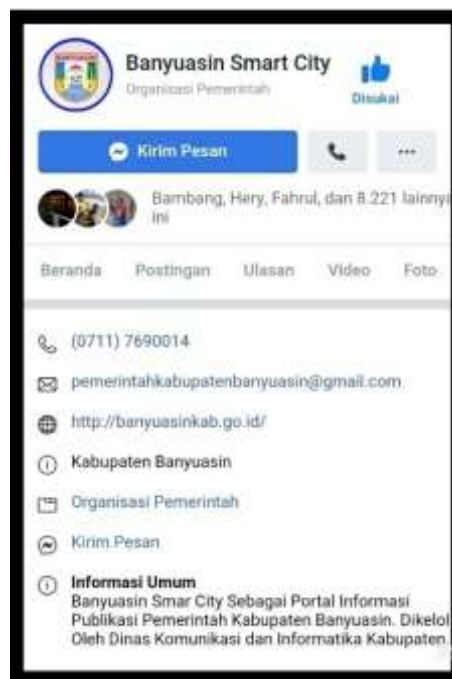 Banyuasin Smart City
Organisasi Pemerintah
Disukai
Kirim Pesan
Bambang, Hery, Fahrul, dan 8.221 lainnya
ini
Beranda Postingan Ulasan Video Foto
(0711) 7690014
pemerintahkabupatenbanyuasin@gmail.com
http://banyuasinkab.go.id/
Kabupaten Banyuasin
Organisasi Pemerintah
Kirim Pesan
Informasi Umum
Banyuasin Smar City Sebagai Portal Informasi
Publikasi Pemerintah Kabupaten Banyuasin. Dikelol
Oleh Dinas Komunikasi dan Informatika Kabupaten